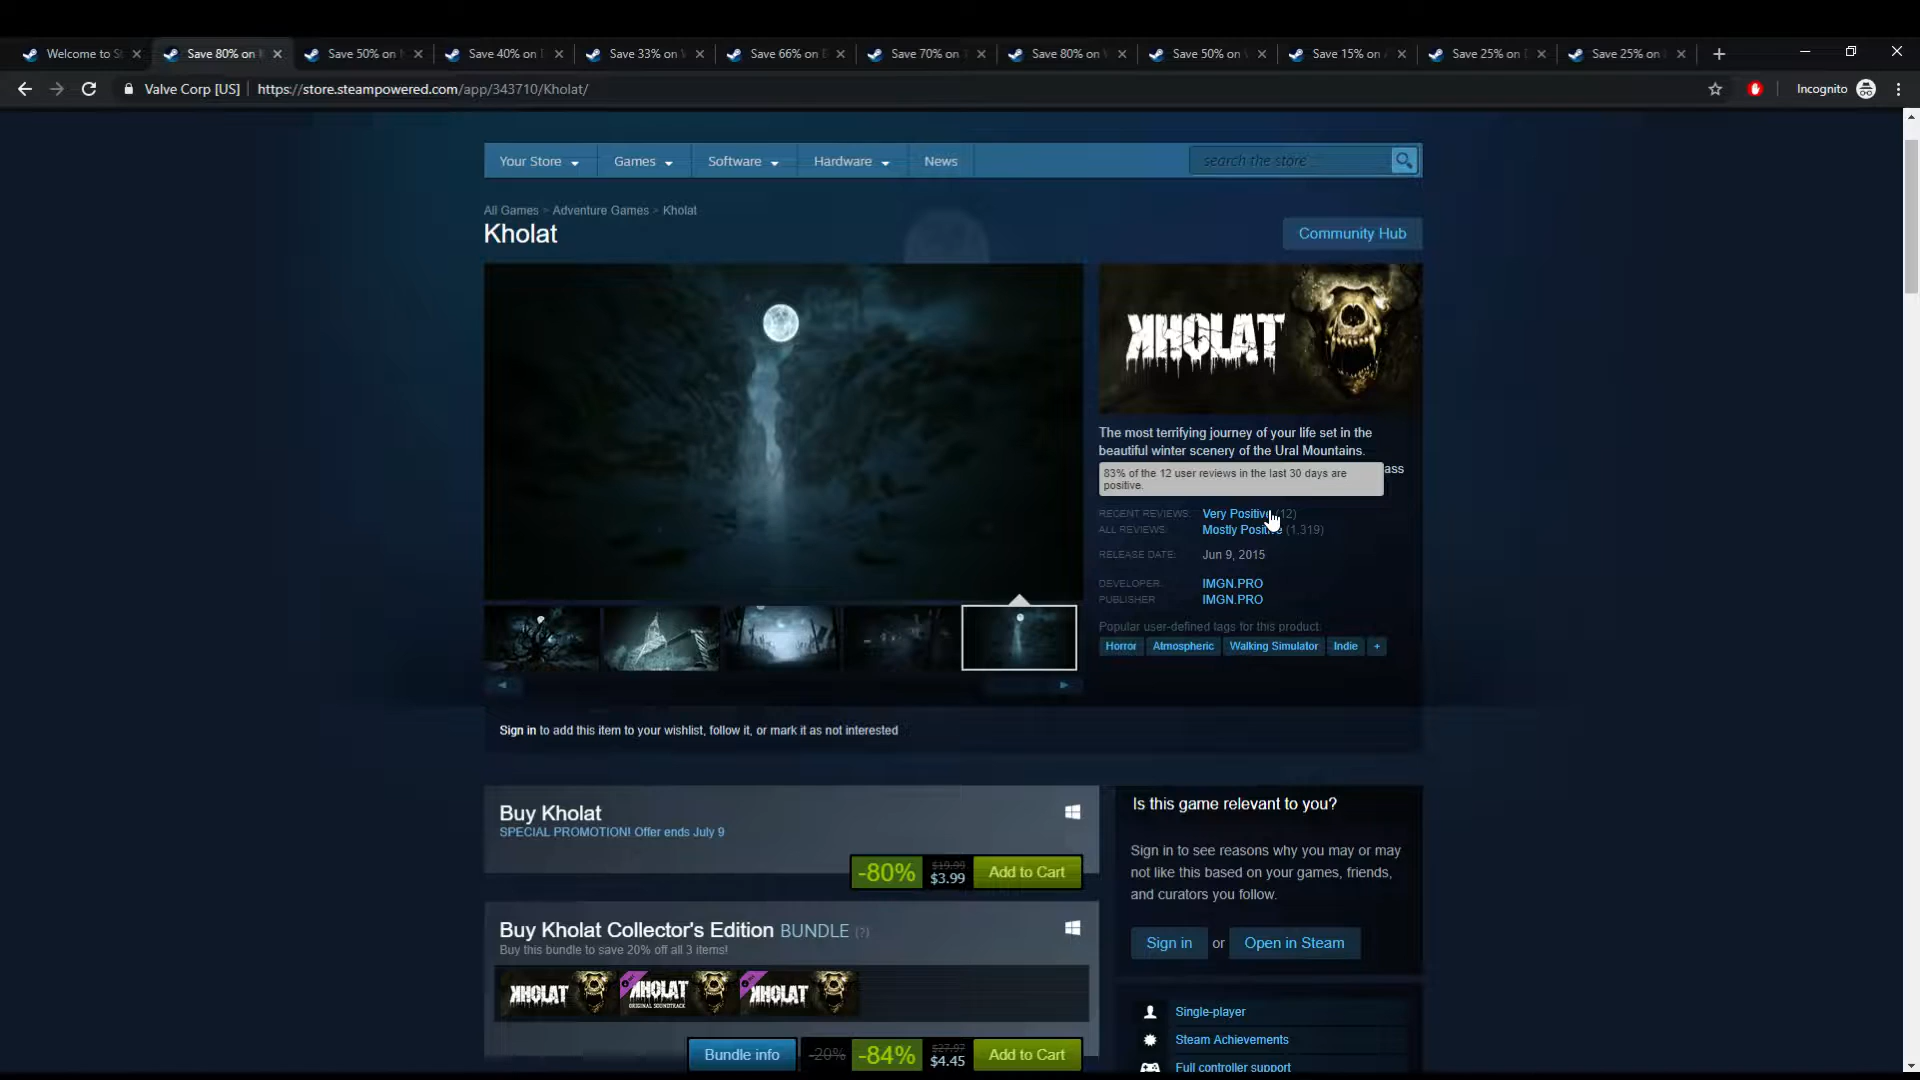 Welcome to S
Save 80% on
Save 50% on
Save 40% on
Save 33% on
Save 66% on
Save 70% on
Save 80% on
Save 50% on
Save 15% on
Save 25% on
Save 25% on
Valve Corp [US]
https://store.steampowered.com/app/343710/Kholat/
Incognito
Your Store
Games
Software
Hardware
News
search the store
All Games > Adventure Games > Kholat
Kholat
Community Hub
KHOLAT
The most terrifying journey of your life set in the
beautiful winter scenery of the Ural Mountains.
ass
83% of the 12 user reviews in the last 30 days are
positive.
RECENT REVIEWS: Very Positive (12)
ALL REVIEWS: Mostly Positive (1,319)
RELEASE DATE: Jun 9, 2015
DEVELOPER: IMGN.PRO
PUBLISHER: IMGN.PRO
Popular user-defined tags for this product:
Horror
Atmospheric
Walking Simulator
Indie
+
Sign in to add this item to your wishlist, follow it, or mark it as not interested
Buy Kholat
SPECIAL PROMOTION! Offer ends July 9
-80%
$19.99
$3.99
Add to Cart
Buy Kholat Collector's Edition BUNDLE (?)
Buy this bundle to save 20% off all 3 items!
KHOLAT
KHOLAT
ORIGINAL SOUNDTRACK
KHOLAT
Bundle info
-20%
-84%
$27.97
$4.45
Add to Cart
Is this game relevant to you?
Sign in to see reasons why you may or may
not like this based on your games, friends,
and curators you follow.
Sign in
or
Open in Steam
Single-player
Steam Achievements
Full controller support